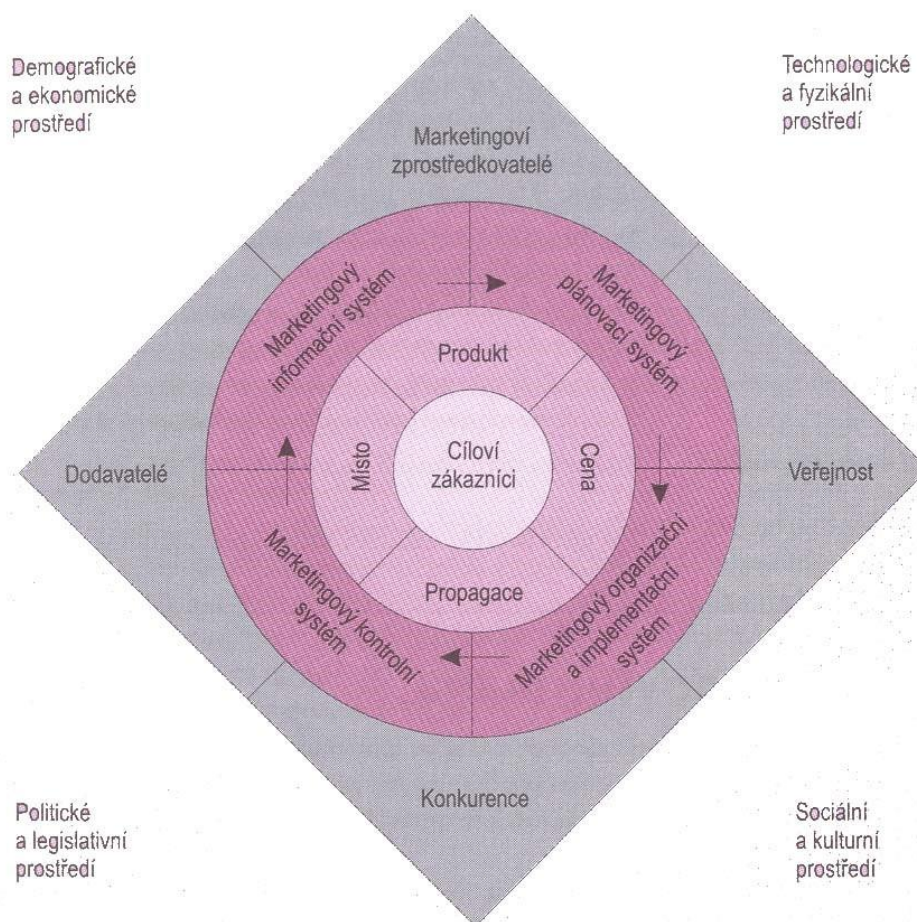 Demografické
a ekonomické
prostředí
Technologické
a fyzikální
prostředí
Marketingoví
zprostředkovatelé
Marketingový
informační systém
Marketingový
plánovací systém
Produkt
Dodavatelé
Místo
Cíloví
zákazníci
Cena
Veřejnost
Propagace
Marketingový kontrolní
systém
Marketingový organizační
a implementační
systém
Konkurence
Politické
a legislativní
prostředí
Sociální
a kulturní
prostředí